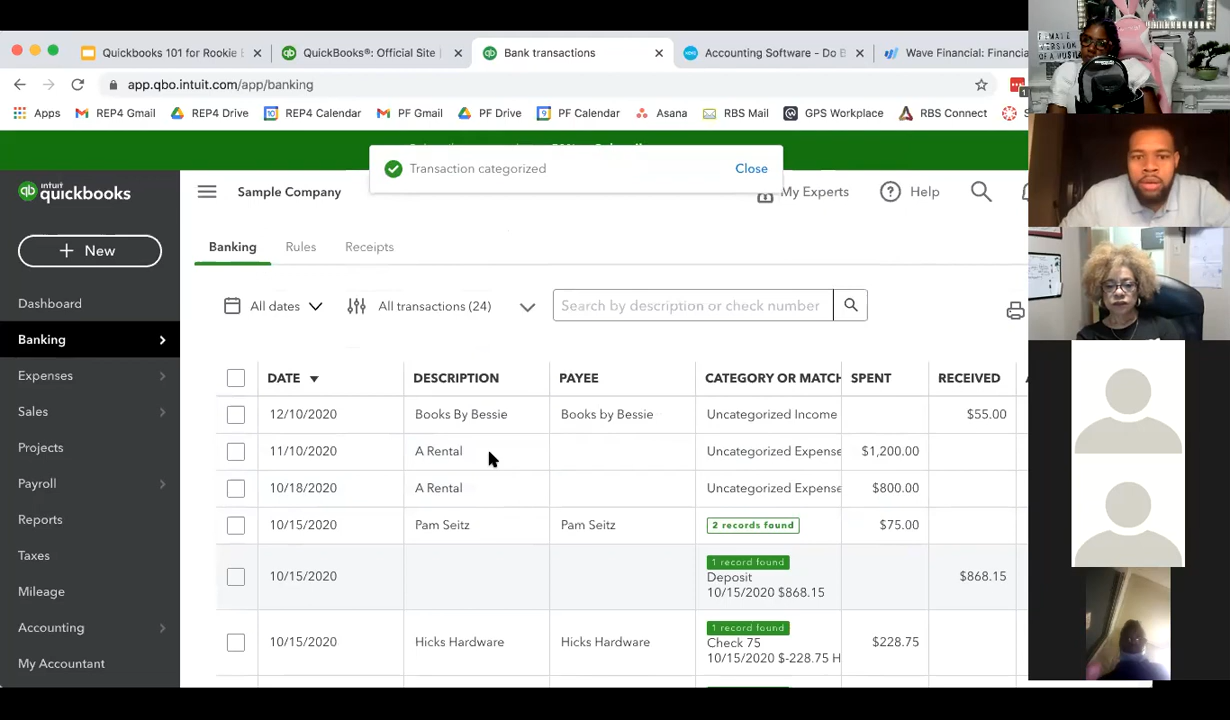 Quickbooks 101 for Rookie
QuickBooks®: Official Site
Bank transactions
Accounting Software - Do B
Wave Financial: Financi
app.qbo.intuit.com/app/banking
Apps
REP4 Gmail
REP4 Drive
REP4 Calendar
PF Gmail
PF Drive
PF Calendar
Asana
RBS Mail
GPS Workplace
RBS Connect
Transaction categorized
Close
intuit
quickbooks
Sample Company
My Experts
Help
+ New
Banking
Rules
Receipts
Dashboard
Banking
Expenses
Sales
Projects
Payroll
Reports
Taxes
Mileage
Accounting
My Accountant
All dates
All transactions (24)
Search by description or check number
DATE
DESCRIPTION
PAYEE
CATEGORY OR MATCH
SPENT
RECEIVED
12/10/2020
Books By Bessie
Books by Bessie
Uncategorized Income
$55.00
11/10/2020
A Rental
Uncategorized Expense
$1,200.00
10/18/2020
A Rental
Uncategorized Expense
$800.00
10/15/2020
Pam Seitz
Pam Seitz
2 records found
$75.00
10/15/2020
1 record found
Deposit
10/15/2020 $868.15
$868.15
10/15/2020
Hicks Hardware
Hicks Hardware
1 record found
Check 75
10/15/2020 $-228.75 H
$228.75